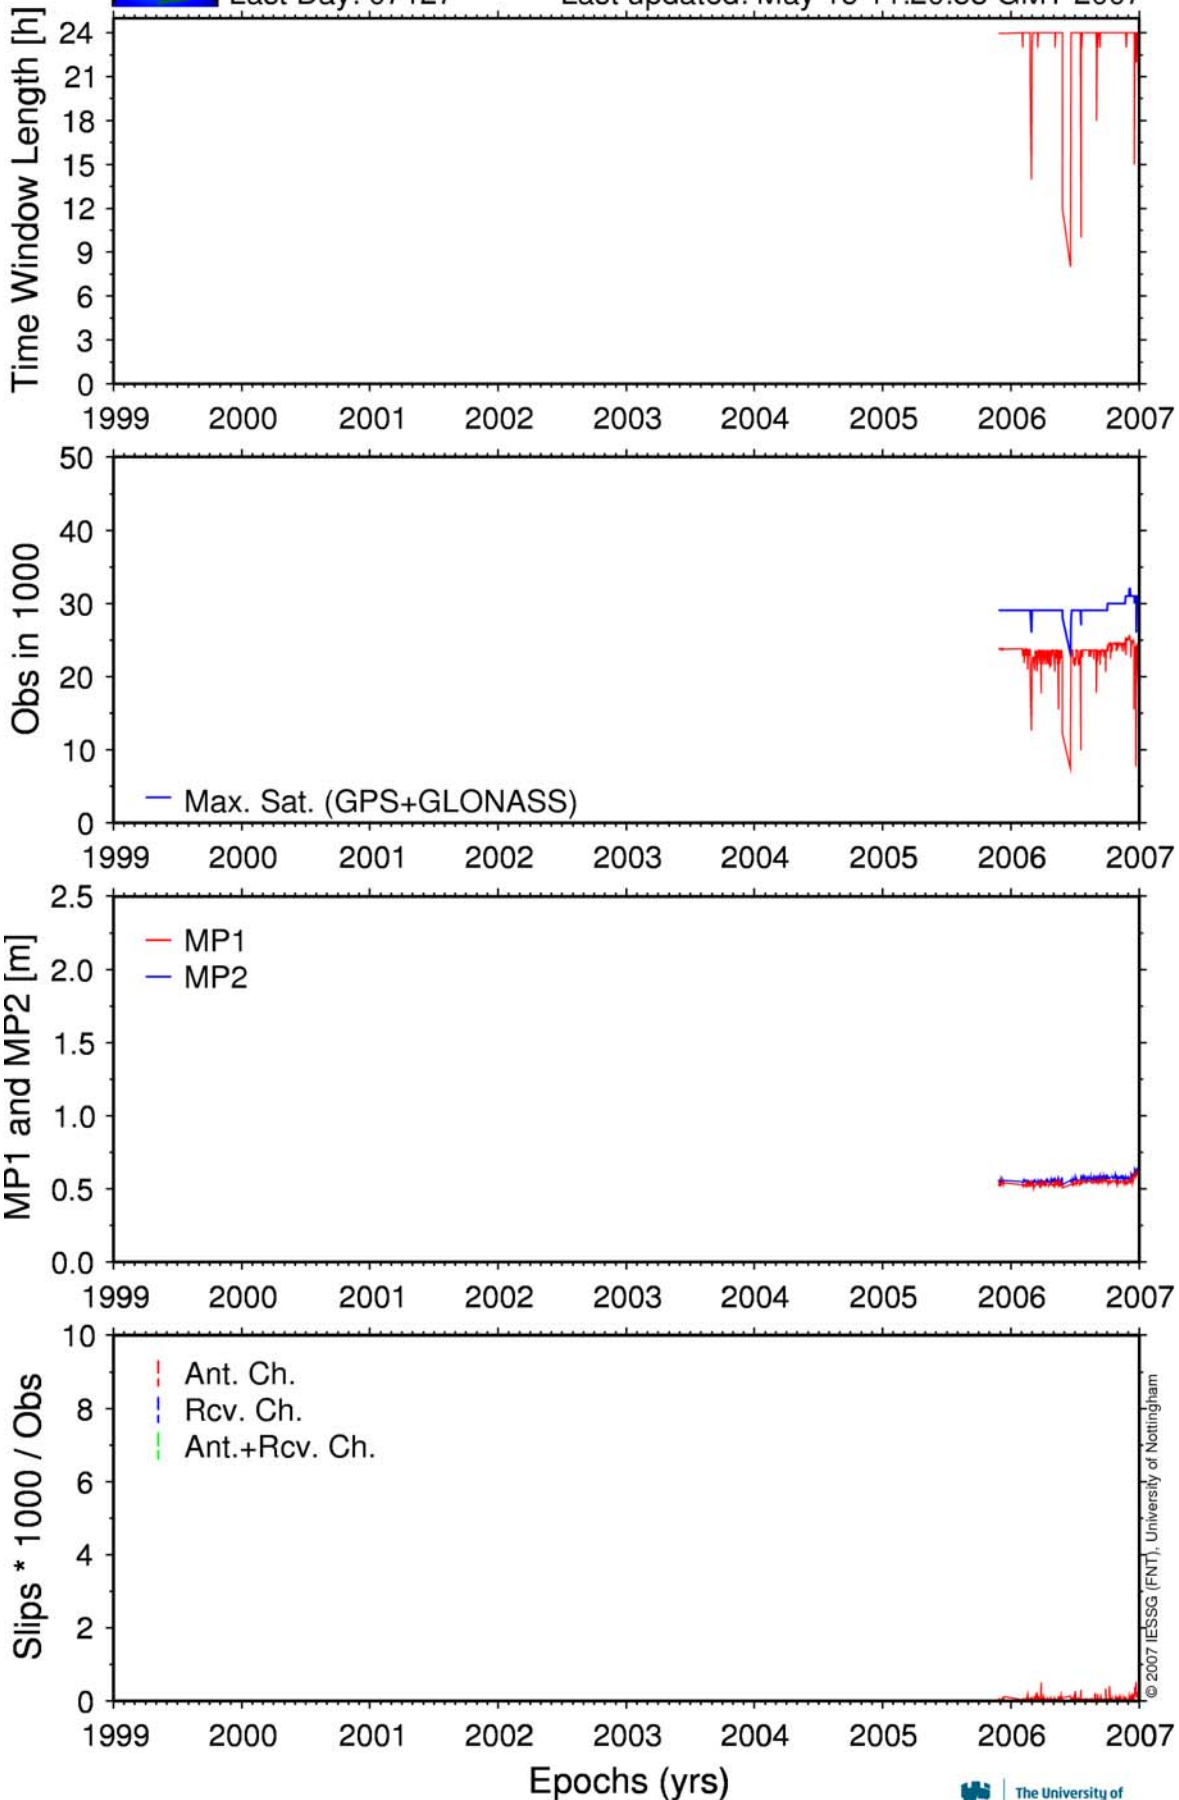 Time Window Length [h]
24
21
18
15
12
9
6
3
0
1999 2000 2001 2002 2003 2004 2005 2006 2007
Obs in 1000
50
40
30
20
10
0
Max. Sat. (GPS+GLONASS)
1999 2000 2001 2002 2003 2004 2005 2006 2007
MP1 and MP2 [m]
2.5
2.0
1.5
1.0
0.5
0.0
MP1
MP2
1999 2000 2001 2002 2003 2004 2005 2006 2007
Slips * 1000 / Obs
10
8
6
4
2
0
Ant. Ch.
Rcv. Ch.
Ant.+Rcv. Ch.
© 2007 IESSG (FNT), University of Nottingham
1999 2000 2001 2002 2003 2004 2005 2006 2007
Epochs (yrs)
The University of